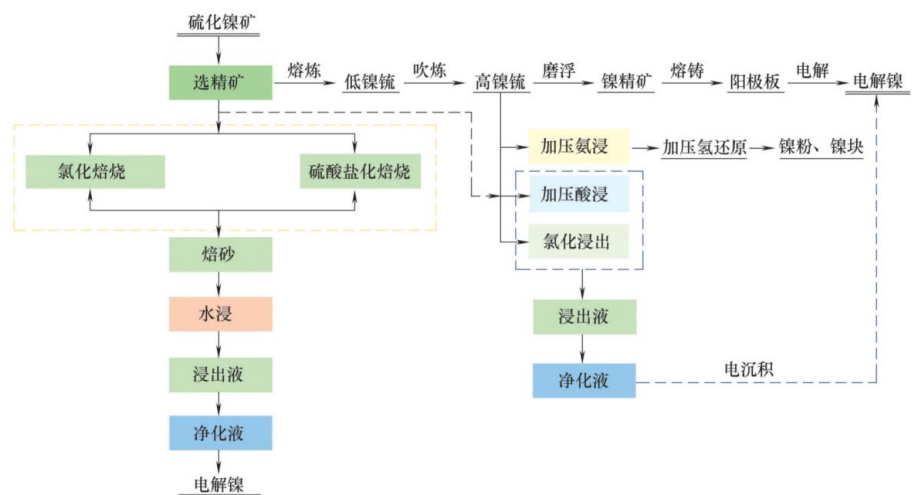 硫化镍矿
选精矿
熔炼
低镍锍
吹炼
高镍锍
磨浮
镍精矿
熔铸
阳极板
电解
电解镍
氯化焙烧
硫酸盐化焙烧
加压氨浸
加压氢还原
镍粉、镍块
加压酸浸
氯化浸出
焙砂
水浸
浸出液
净化液
电解镍
浸出液
净化液
电沉积